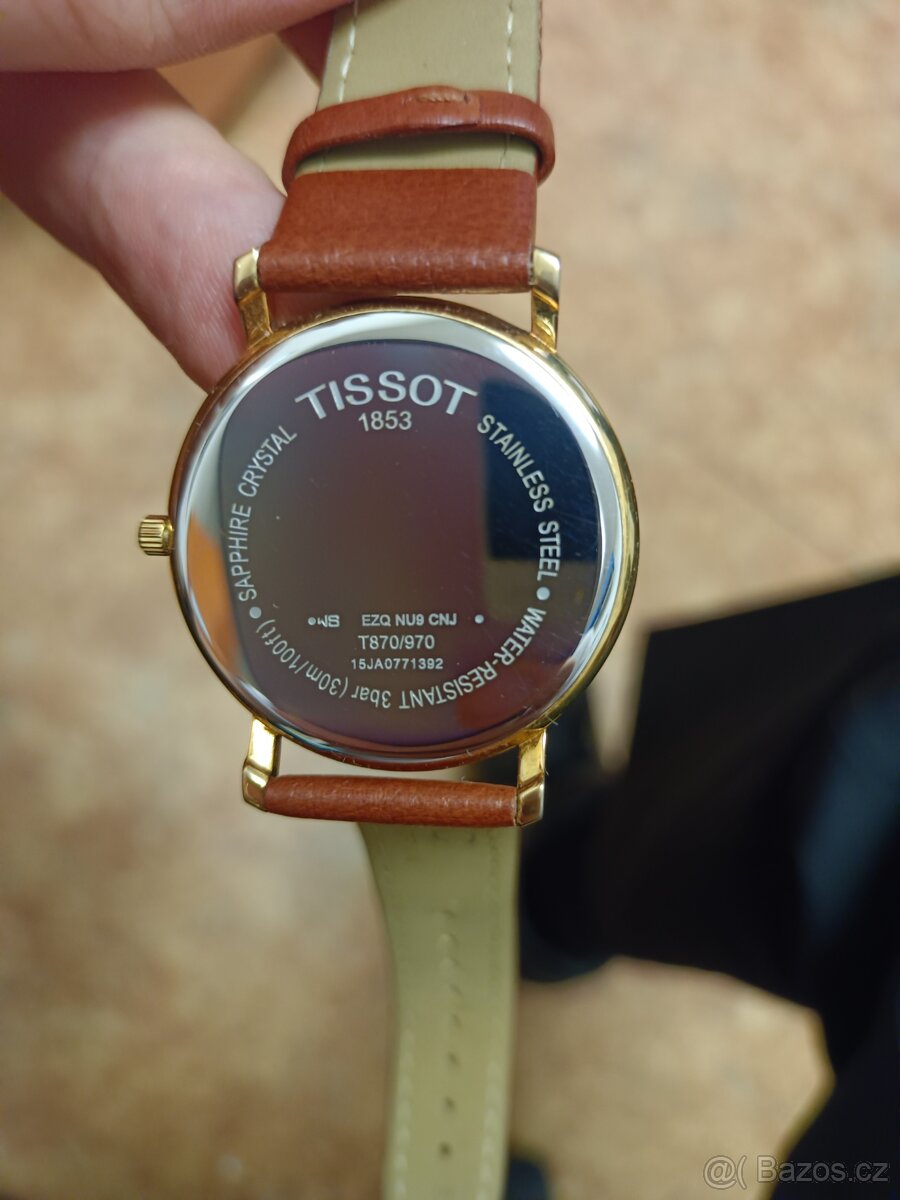 TISSOT
1853
SAPPHIRE CRYSTAL
STAINLESS STEEL • WATER-RESISTANT 3bar (30m/100ft) •
EZQ NU9 CNJ •
T870/970
15JA0771392
@( Bazos.cz